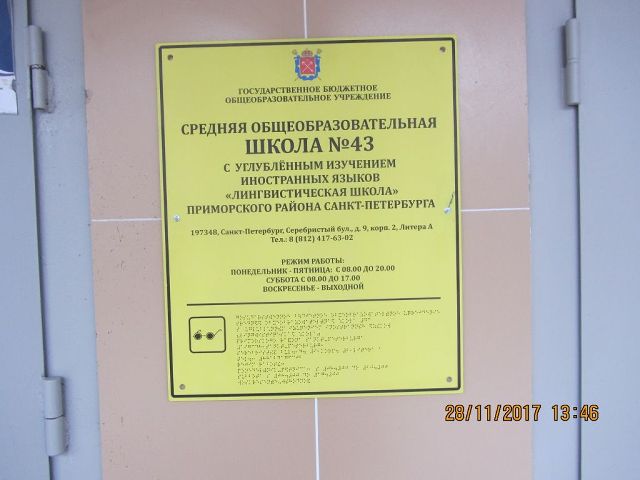 ГОСУДАРСТВЕННОЕ БЮДЖЕТНОЕ
ОБЩЕОБРАЗОВАТЕЛЬНОЕ УЧРЕЖДЕНИЕ
СРЕДНЯЯ ОБЩЕОБРАЗОВАТЕЛЬНАЯ
ШКОЛА №43
С УГЛУБЛЁННЫМ ИЗУЧЕНИЕМ
ИНОСТРАННЫХ ЯЗЫКОВ
«ЛИНГВИСТИЧЕСКАЯ ШКОЛА»
ПРИМОРСКОГО РАЙОНА САНКТ-ПЕТЕРБУРГА
197348, Санкт-Петербург, Серебристый бул., д. 9, корп. 2, Литера А
Тел.: 8 (812) 417-63-02
РЕЖИМ РАБОТЫ:
ПОНЕДЕЛЬНИК - ПЯТНИЦА: С 08.00 ДО 20.00
СУББОТА С 08.00 ДО 17.00
ВОСКРЕСЕНЬЕ - ВЫХОДНОЙ
28/11/2017 13:46